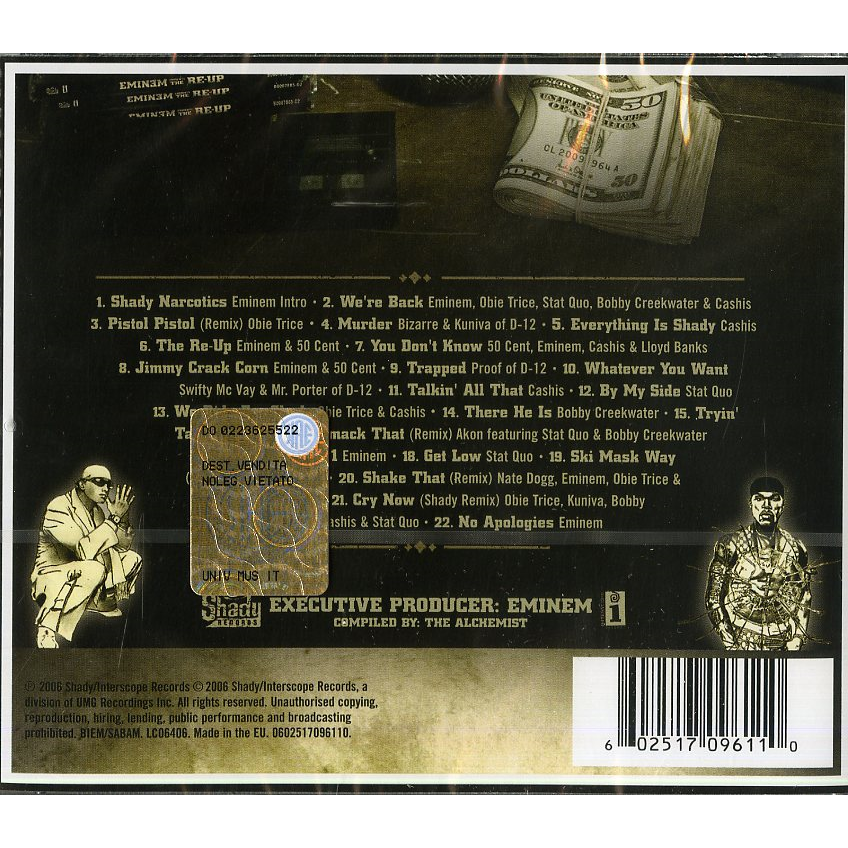 EMINƎM THE RE-UP
EMINƎM THE RE-UP
EMINƎM THE RE-UP
50
CL 2009 964 A
DOLLARS 50
1. Shady Narcotics Eminem Intro · 2. We're Back Eminem, Obie Trice, Stat Quo, Bobby Creekwater & Cashis
3. Pistol Pistol (Remix) Obie Trice · 4. Murder Bizarre & Kuniva of D-12 · 5. Everything Is Shady Cashis
6. The Re-Up Eminem & 50 Cent · 7. You Don't Know 50 Cent, Eminem, Cashis & Lloyd Banks
8. Jimmy Crack Corn Eminem & 50 Cent · 9. Trapped Proof of D-12 · 10. Whatever You Want
Swifty Mc Vay & Mr. Porter of D-12 · 11. Talkin' All That Cashis · 12. By My Side Stat Quo
13. Obie Trice & Cashis · 14. There He Is Bobby Creekwater · 15. Tryin'
That (Remix) Akon featuring Stat Quo & Bobby Creekwater
1 Eminem · 18. Get Low Stat Quo · 19. Ski Mask Way
· 20. Shake That (Remix) Nate Dogg, Eminem, Obie Trice &
21. Cry Now (Shady Remix) Obie Trice, Kuniva, Bobby
& Stat Quo · 22. No Apologies Eminem
DO 0223625522
DEST.VENDITA
NOLEG.VIETATO
UNIV MUS IT
Shady RECORDS EXECUTIVE PRODUCER: EMINEM i
COMPILED BY: THE ALCHEMIST
℗ 2006 Shady/Interscope Records © 2006 Shady/Interscope Records, a
division of UMG Recordings Inc. All rights reserved. Unauthorised copying,
reproduction, hiring, lending, public performance and broadcasting
prohibited. BIEM/SABAM. LC06406. Made in the EU. 0602517096110.
6 02517 09611 0